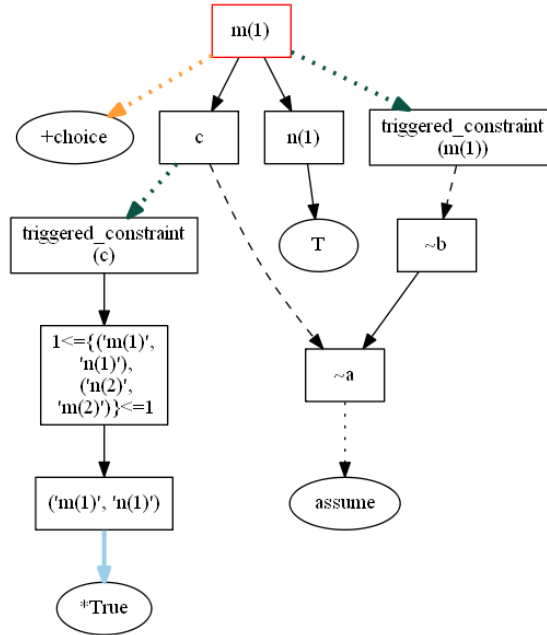 m(1)
+choice
c
n(1)
triggered_constraint
(m(1))
triggered_constraint
(c)
T
~b
1<={('m(1)',
'n(1)'),
('n(2)',
'm(2)')}<=1
~a
('m(1)', 'n(1)')
assume
*True